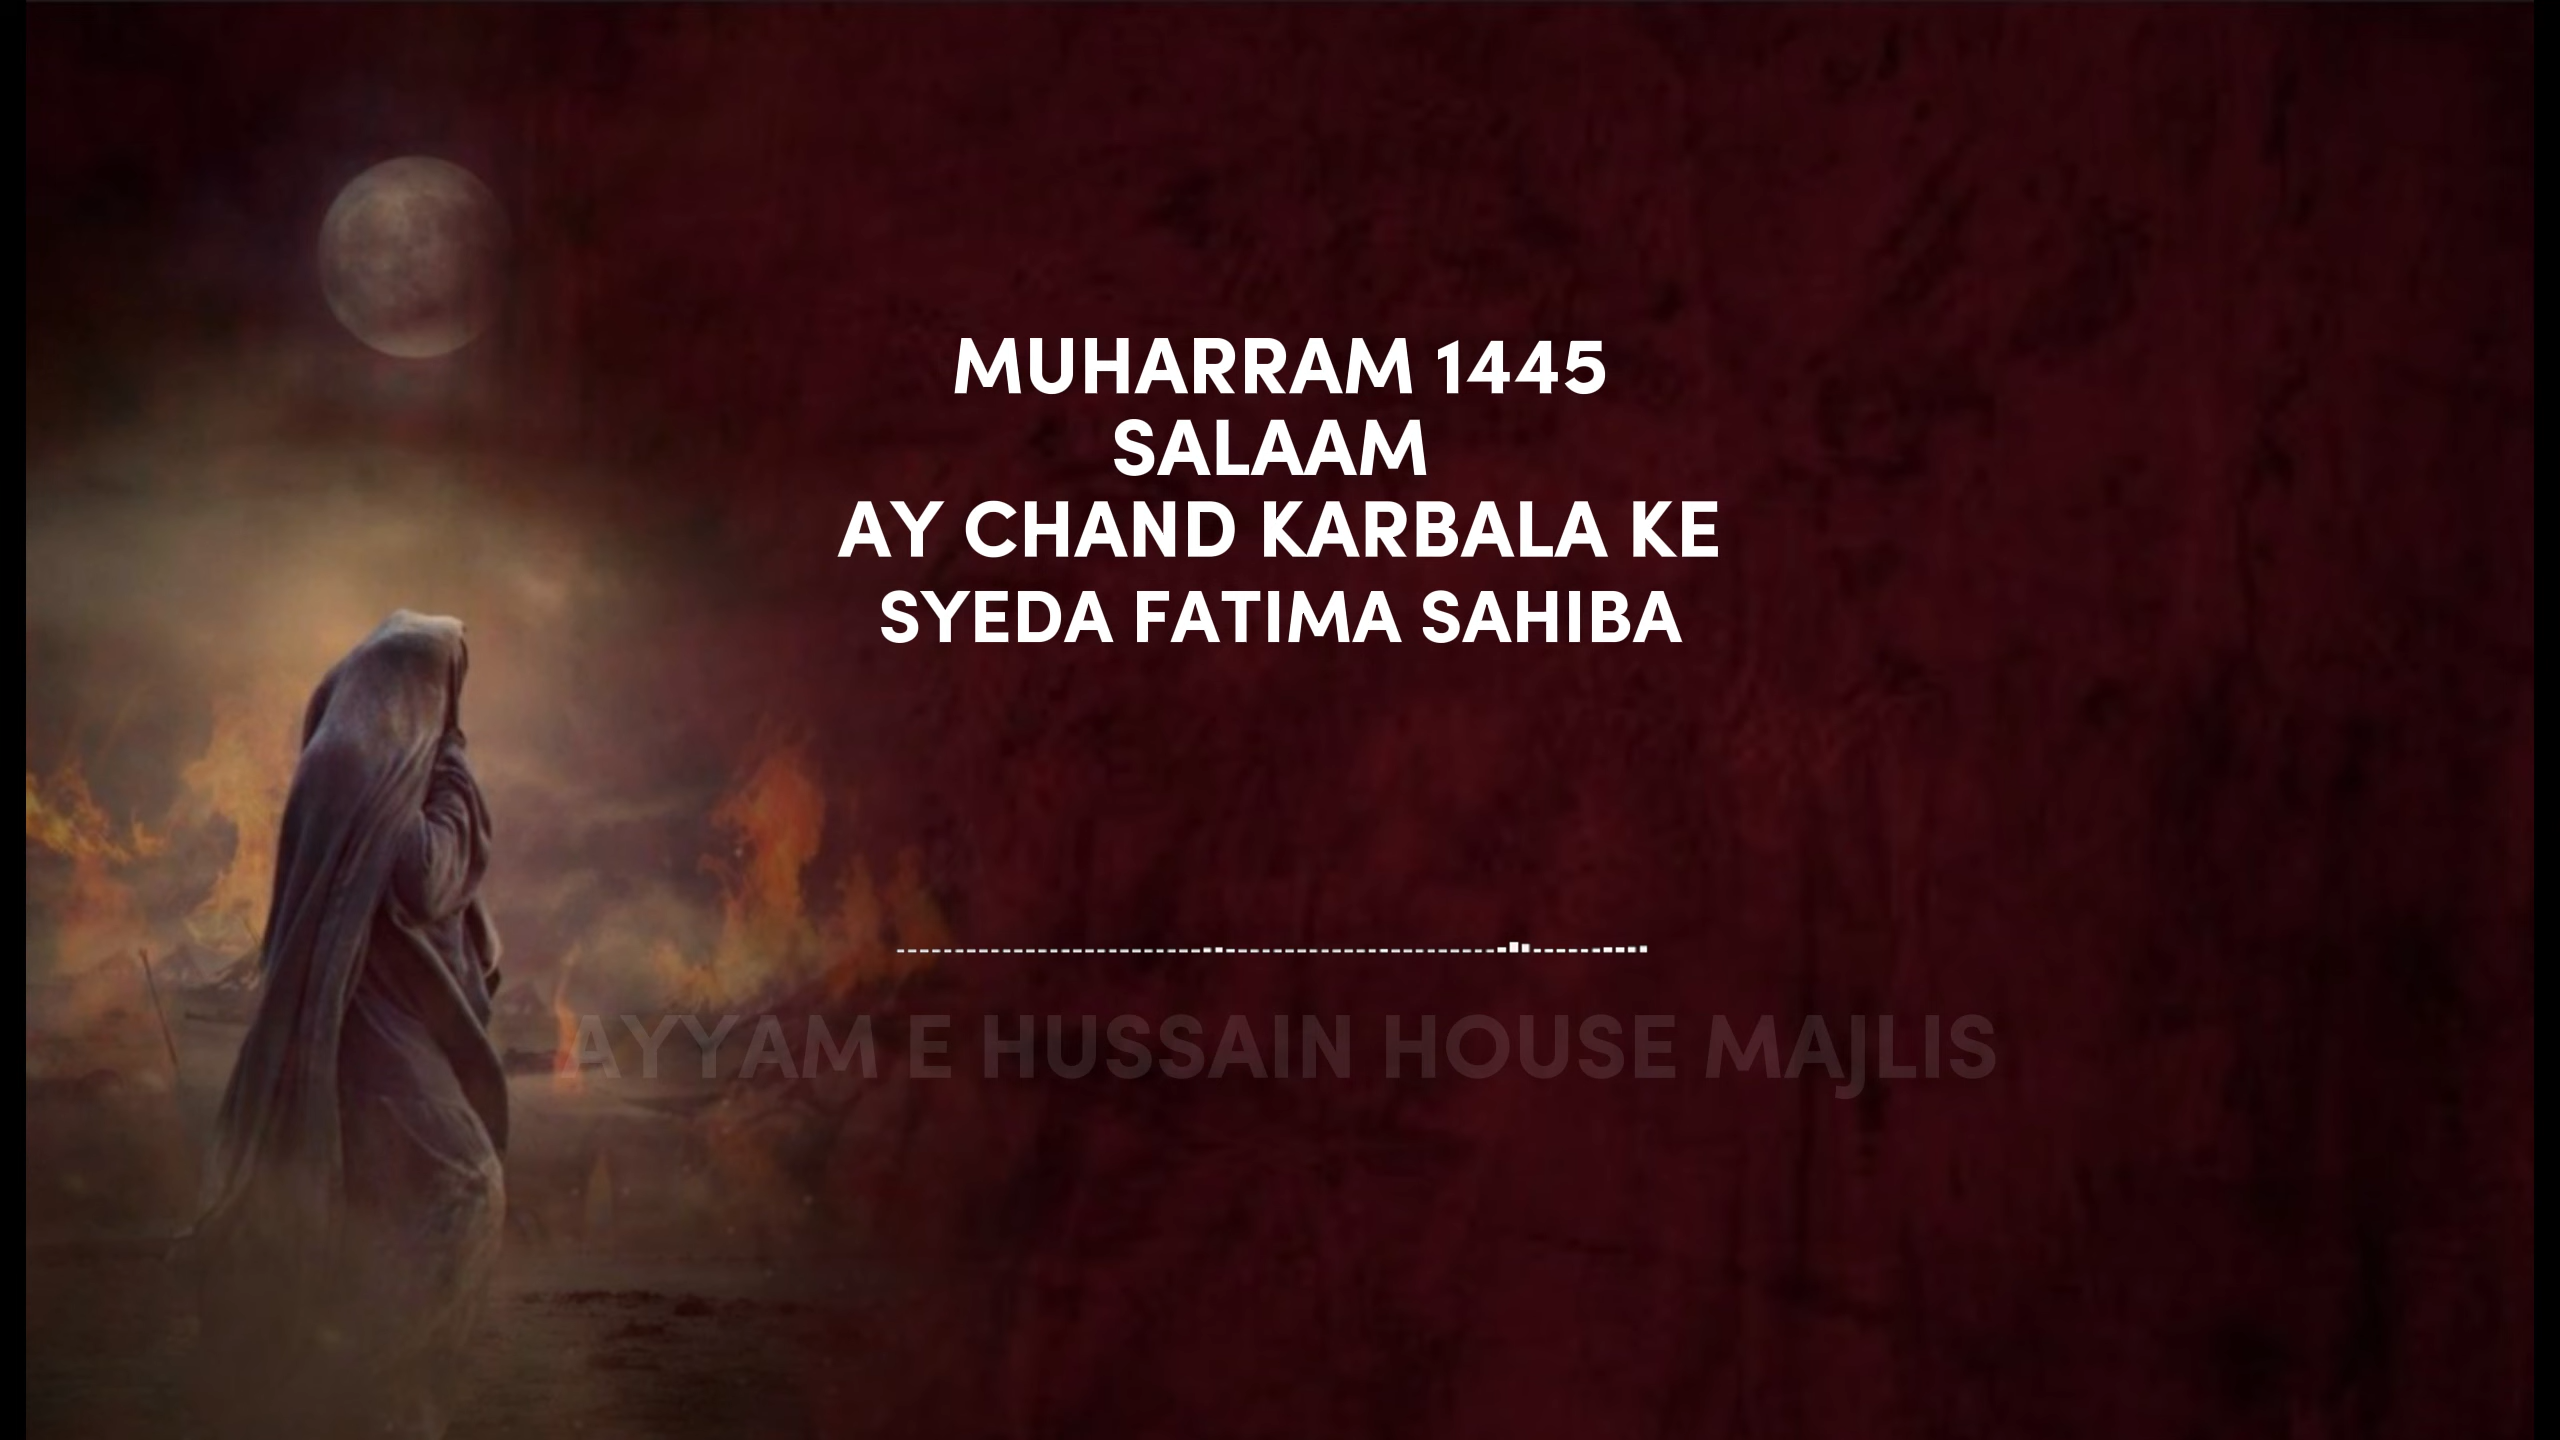 MUHARRAM 1445
SALAAM
AY CHAND KARBALA KE
SYEDA FATIMA SAHIBA
AYYAM E HUSSAIN HOUSE MAJLIS